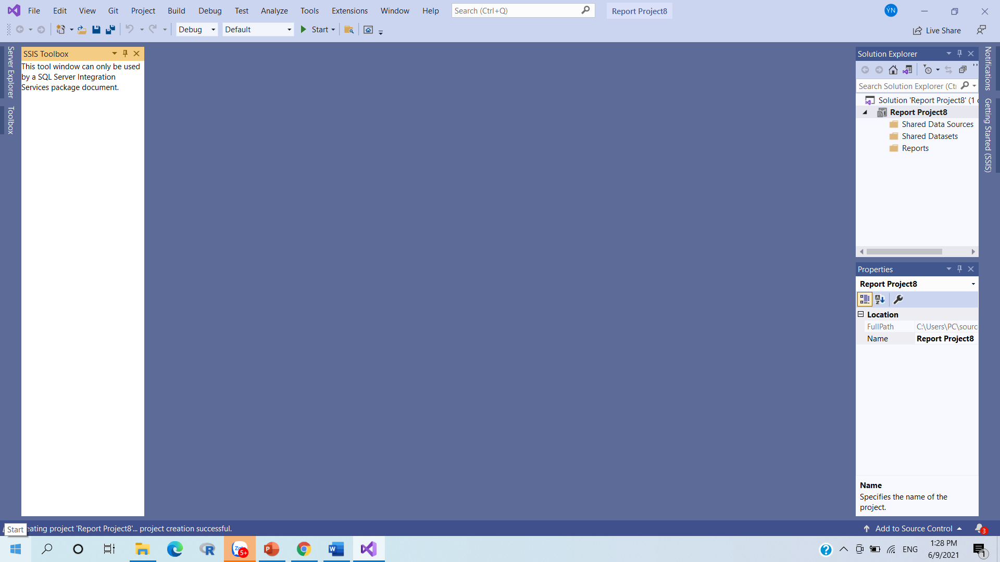 File Edit View Git Project Build Debug Test Analyze Tools Extensions Window Help Search (Ctrl+Q) Report Project8 YN
Debug Default Start Live Share
Server Explorer
Toolbox
SSIS Toolbox
This tool window can only be used
by a SQL Server Integration
Services package document.
Solution Explorer
Search Solution Explorer (Ct
Solution 'Report Project8' (1
Report Project8
Shared Data Sources
Shared Datasets
Reports
Notifications
Getting Started (SSIS)
Properties
Report Project8
Location
FullPath C:\Users\PC\sourc
Name Report Project8
Name
Specifies the name of the
project.
Start
eating project 'Report Project8'... project creation successful.
Add to Source Control 3
5+
ENG
1:28 PM
6/9/2021
1